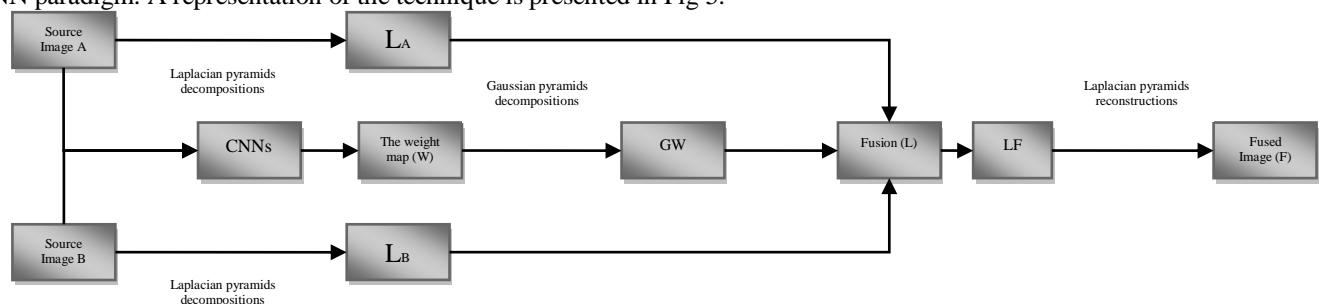 NN paradigm. A representation of the technique is presented in Fig 3.
Source
Image A
LA
Laplacian pyramids
decompositions
Gaussian pyramids
decompositions
Laplacian pyramids
reconstructions
CNNs
The weight
map (W)
GW
Fusion (L)
LF
Fused
Image (F)
Source
Image B
LB
Laplacian pyramids
decompositions